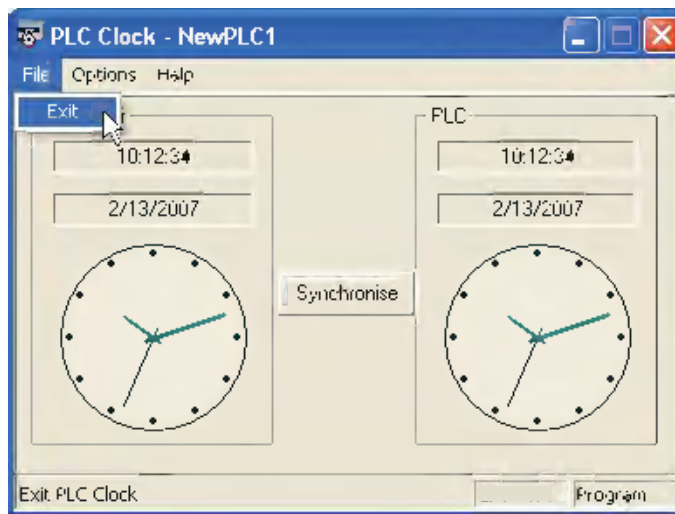 PLC Clock - NewPLC1
File Options Help
Exit
PLC
10:12:34
10:12:34
2/13/2007
2/13/2007
Synchronise
Exit PLC Clock
Program